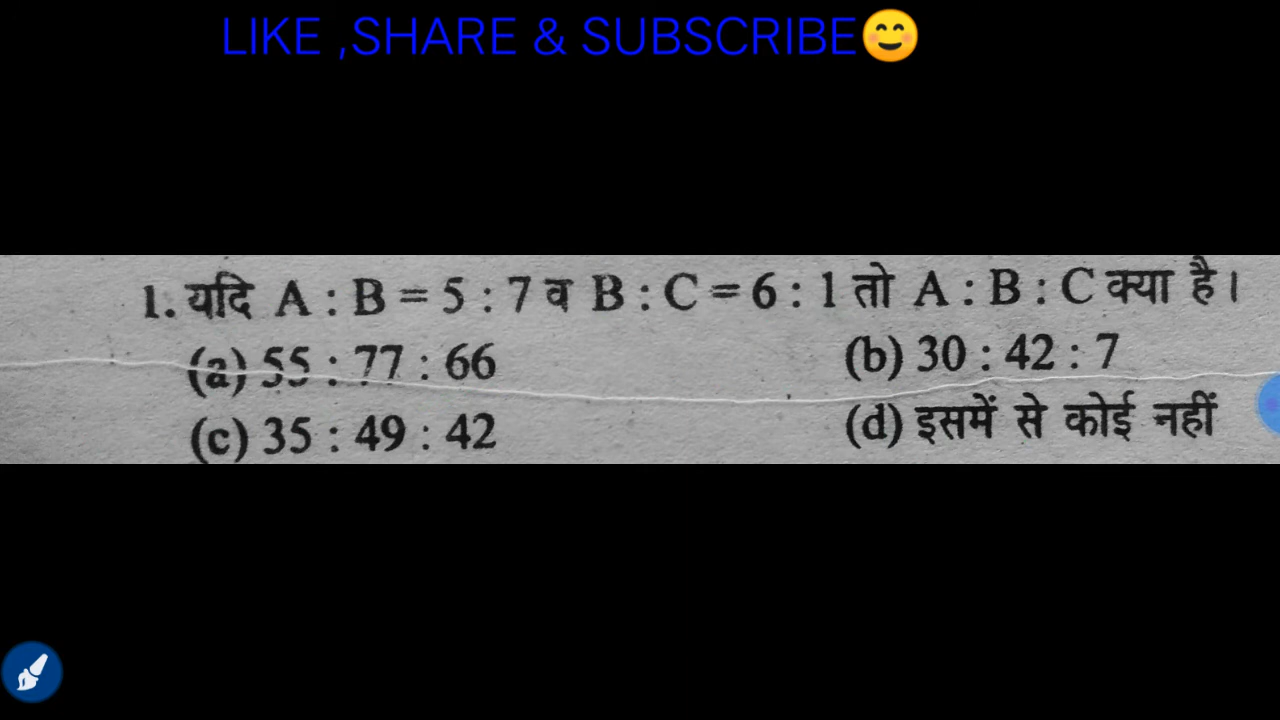 LIKE ,SHARE & SUBSCRIBE😊
1. यदि A : B = 5 : 7 व B : C = 6 : 1 तो A : B : C क्या है।
(a) 55 : 77 : 66 (b) 30 : 42 : 7
(c) 35 : 49 : 42 (d) इसमें से कोई नहीं